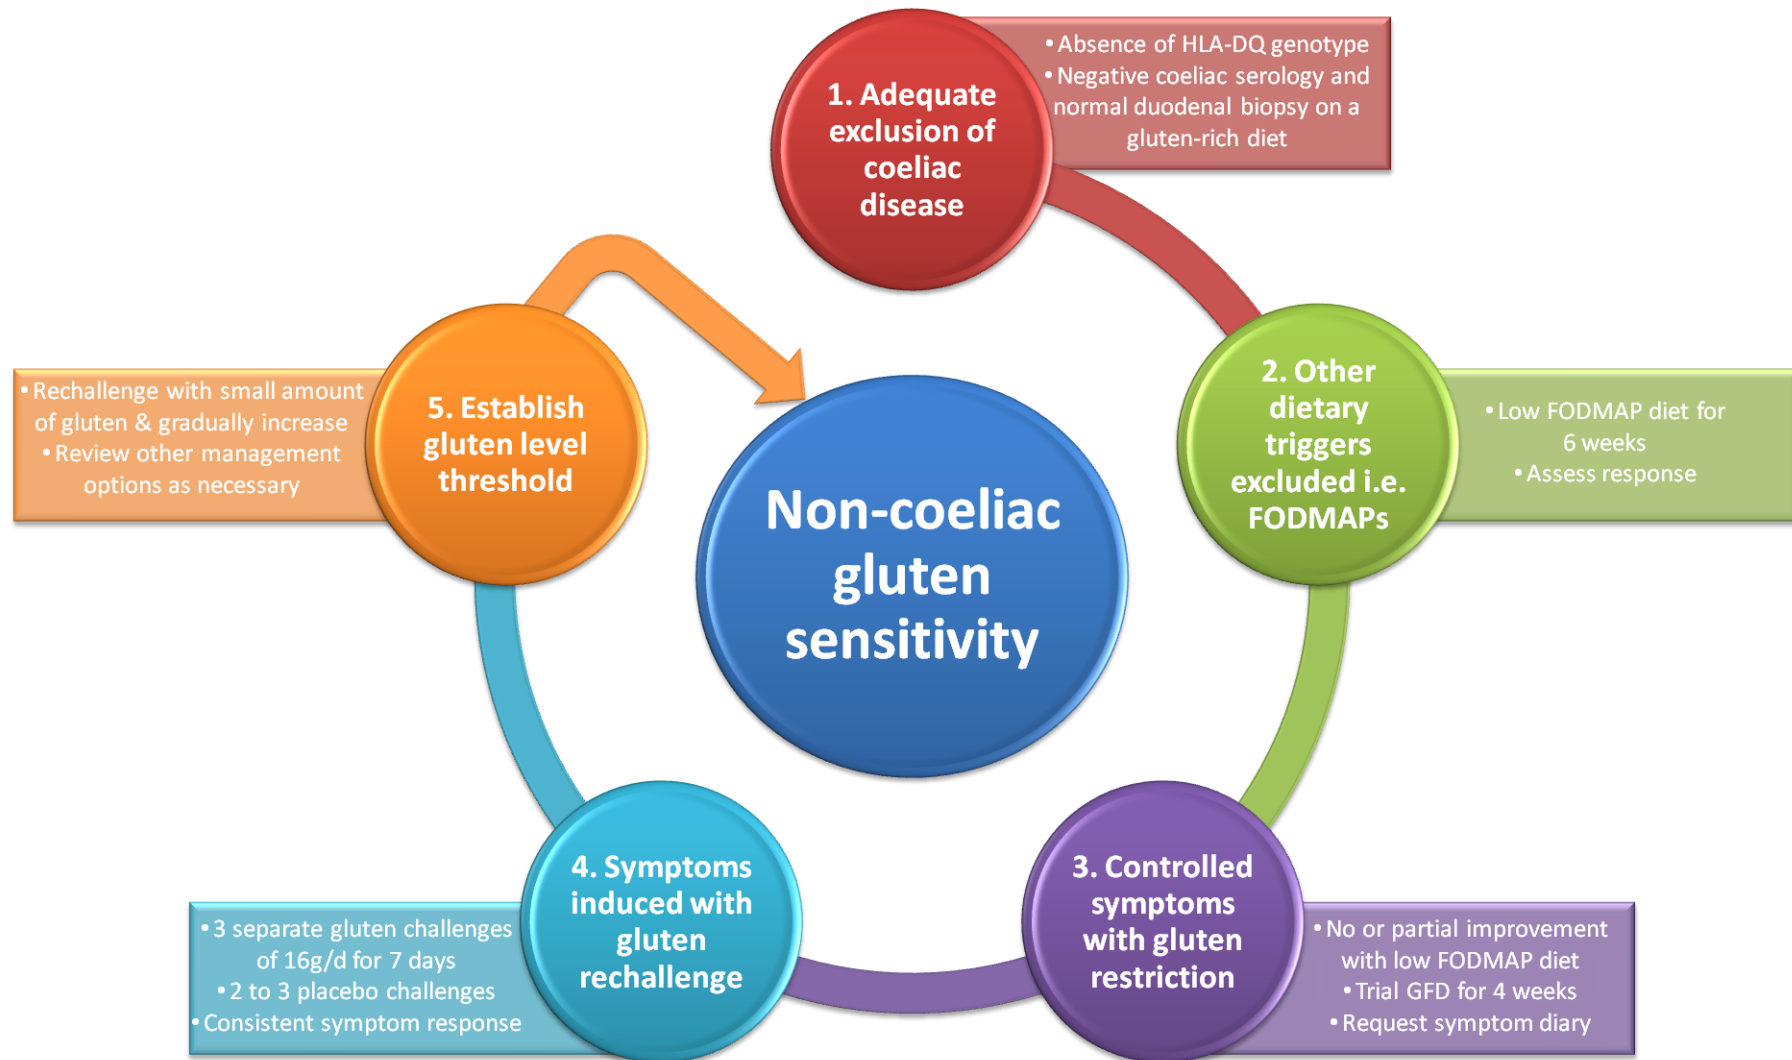 1. Adequate
exclusion of
coeliac
disease
• Absence of HLA-DQ genotype
• Negative coeliac serology and
normal duodenal biopsy on a
gluten-rich diet
2. Other
dietary
triggers
excluded i.e.
FODMAPs
• Low FODMAP diet for
6 weeks
• Assess response
3. Controlled
symptoms
with gluten
restriction
• No or partial improvement
with low FODMAP diet
• Trial GFD for 4 weeks
• Request symptom diary
4. Symptoms
induced with
gluten
rechallenge
• 3 separate gluten challenges
of 16g/d for 7 days
• 2 to 3 placebo challenges
• Consistent symptom response
5. Establish
gluten level
threshold
• Rechallenge with small amount
of gluten & gradually increase
• Review other management
options as necessary
Non-coeliac
gluten
sensitivity